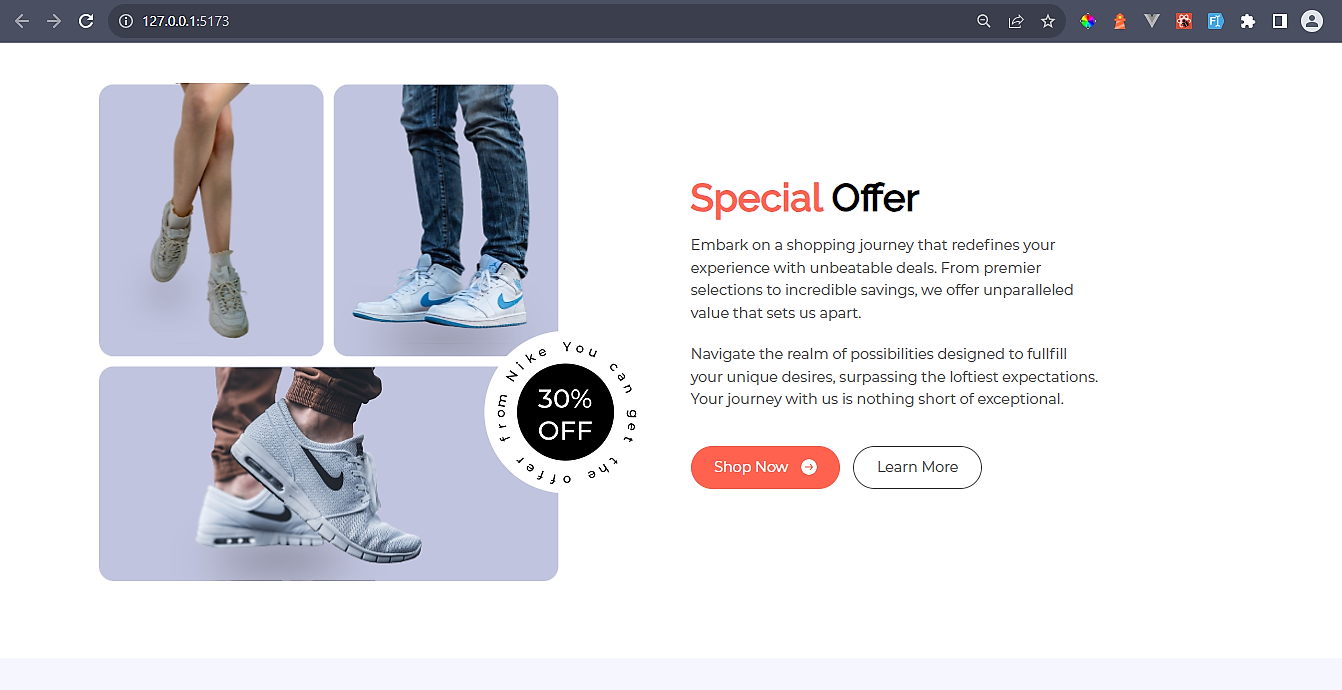 127.0.0.1:5173
Special Offer
Embark on a shopping journey that redefines your
experience with unbeatable deals. From premier
selections to incredible savings, we offer unparalleled
value that sets us apart.
Navigate the realm of possibilities designed to fullfill
your unique desires, surpassing the loftiest expectations.
Your journey with us is nothing short of exceptional.
Shop Now
Learn More
You can get the offer from Nike
30%
OFF